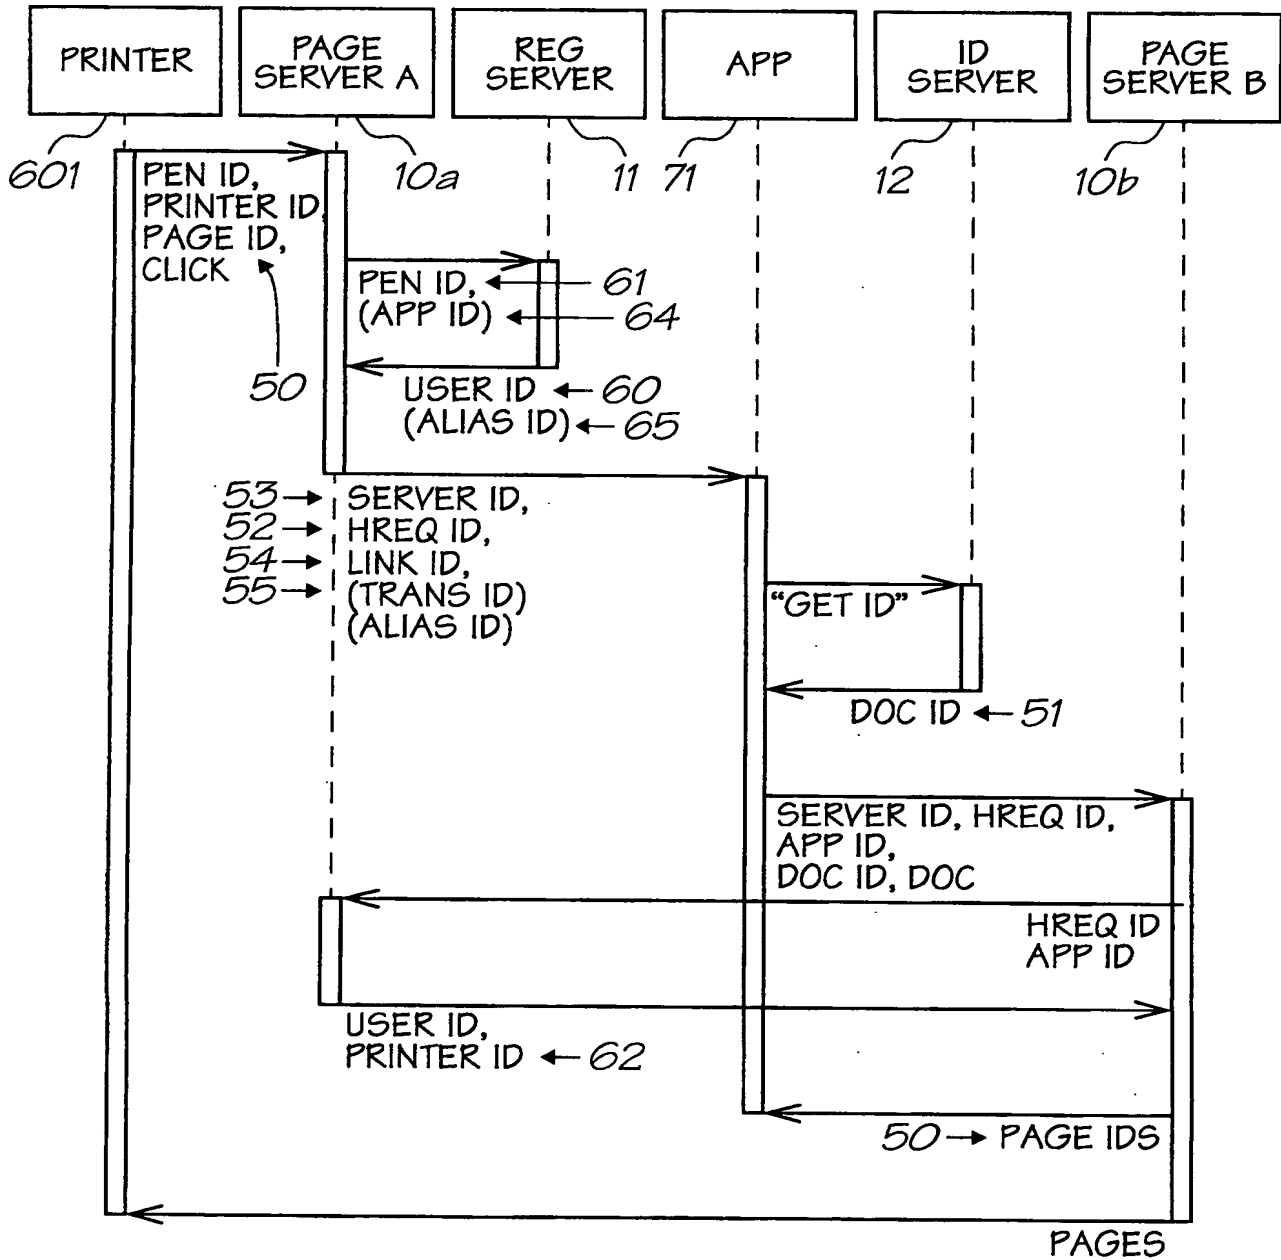 PRINTER
PAGE
SERVER A
REG
SERVER
APP
ID
SERVER
PAGE
SERVER B
601
10a
11
71
12
10b
PEN ID,
PRINTER ID
PAGE ID,
CLICK
50
PEN ID,
61
(APP ID)
64
USER ID
60
(ALIAS ID)
65
53
SERVER ID,
52
HREQ ID,
54
LINK ID,
55
(TRANS ID)
(ALIAS ID)
“GET ID”
DOC ID
51
SERVER ID, HREQ ID,
APP ID,
DOC ID, DOC
HREQ ID
APP ID
USER ID,
PRINTER ID
62
50
PAGE IDS
PAGES